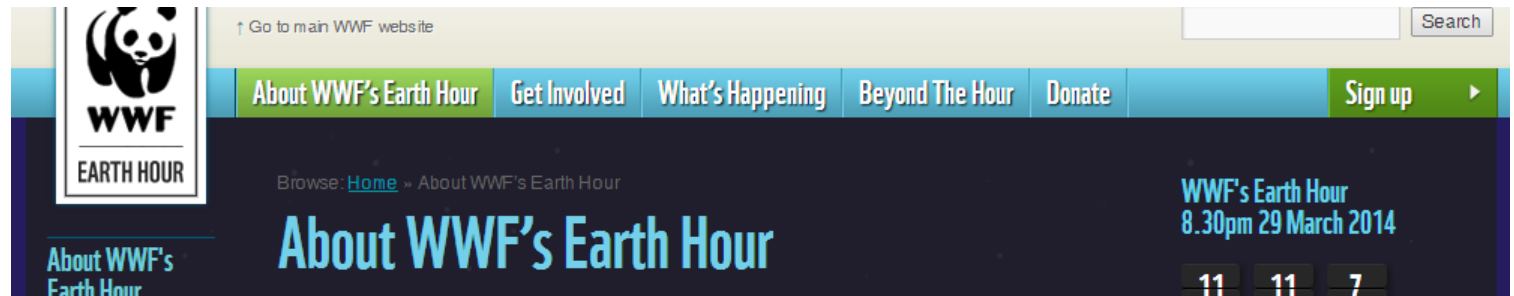 ↑ Go to main WWF website
Search
WWF
EARTH HOUR
About WWF's Earth Hour
Get Involved
What's Happening
Beyond The Hour
Donate
Sign up
Browse: Home » About WWF's Earth Hour
About WWF's Earth Hour
About WWF's
Earth Hour
WWF's Earth Hour
8.30pm 29 March 2014
11 11 7